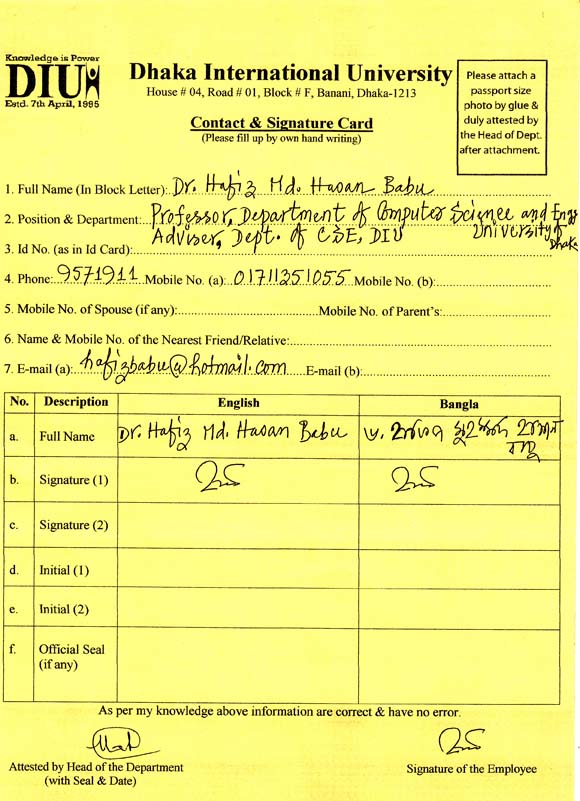 Knowledge is Power
DIU
Estd. 7th April, 1995
Dhaka International University
House # 04, Road # 01, Block # F, Banani, Dhaka-1213
Contact & Signature Card
(Please fill up by own hand writing)
Please attach a
passport size
photo by glue &
duly attested by
the Head of Dept.
after attachment.
1. Full Name (In Block Letter): Dr. Hafiz Md. Hasan Babu
2. Position & Department: Professor, Department of Computer Science and Engg
University of Dhaka
Adviser, Dept. of CSE, DIU
3. Id No. (as in Id Card):
4. Phone: 9571911 Mobile No. (a): 01711351055 Mobile No. (b):
5. Mobile No. of Spouse (if any): Mobile No. of Parent's:
6. Name & Mobile No. of the Nearest Friend/Relative:
7. E-mail (a): hafizbabu@hotmail.com E-mail (b):
No. Description English Bangla
a. Full Name Dr. Hafiz Md. Hasan Babu ড. হাফিজ মুহঃ হাসান
বাবু
b. Signature (1)
c. Signature (2)
d. Initial (1)
e. Initial (2)
f. Official Seal
(if any)
As per my knowledge above information are correct & have no error.
Attested by Head of the Department
(with Seal & Date)
Signature of the Employee